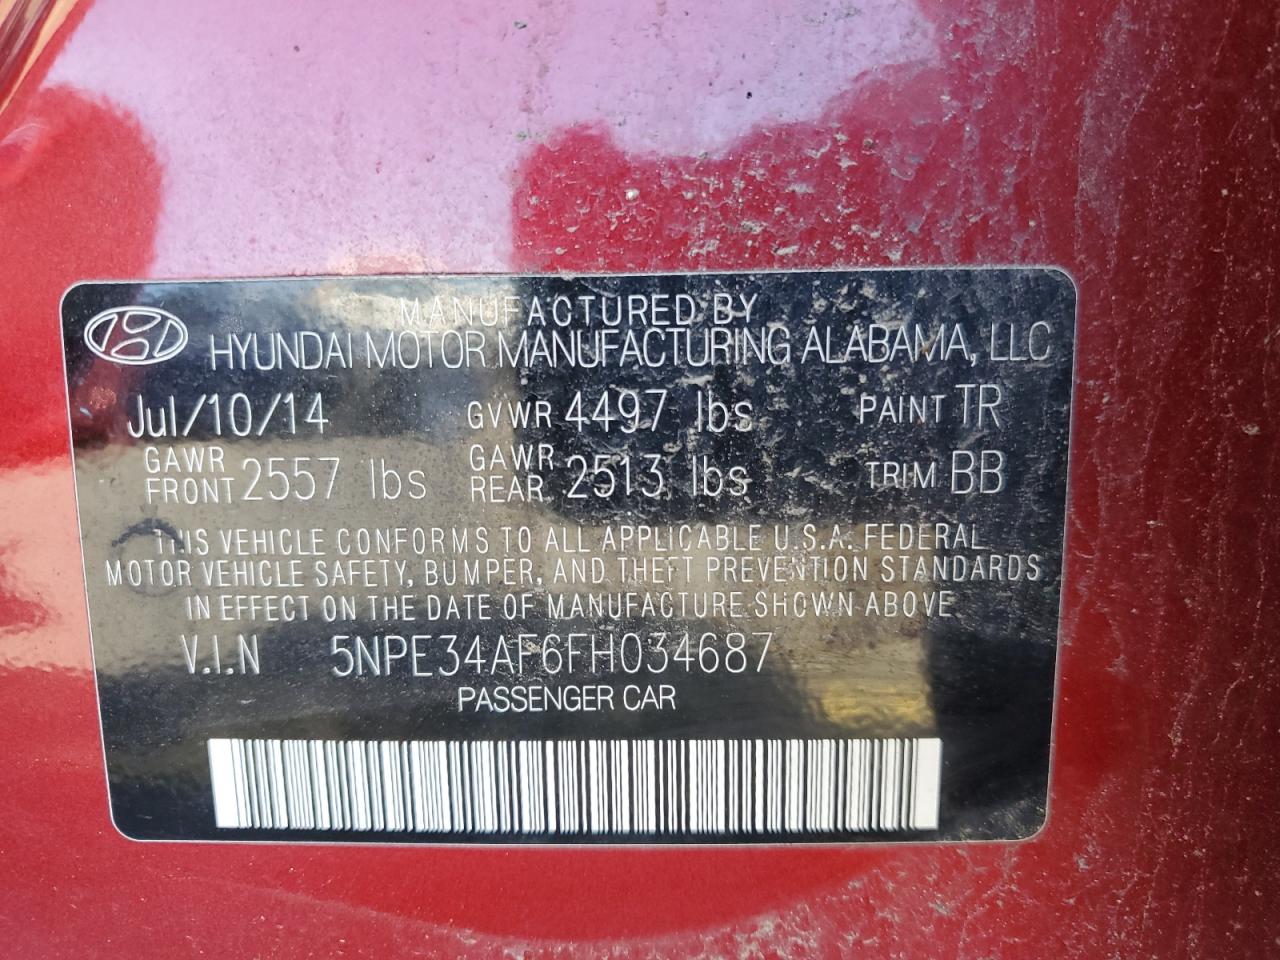 MANUFACTURED BY
HYUNDAI MOTOR MANUFACTURING ALABAMA, LLC
Jul/10/14 GVWR 4497 lbs PAINT TR
GAWR FRONT 2557 lbs GAWR REAR 2513 lbs TRIM BB
THIS VEHICLE CONFORMS TO ALL APPLICABLE U.S.A. FEDERAL
MOTOR VEHICLE SAFETY, BUMPER, AND THEFT PREVENTION STANDARDS
IN EFFECT ON THE DATE OF MANUFACTURE SHOWN ABOVE
V.I.N 5NPE34AF6FH034687
PASSENGER CAR